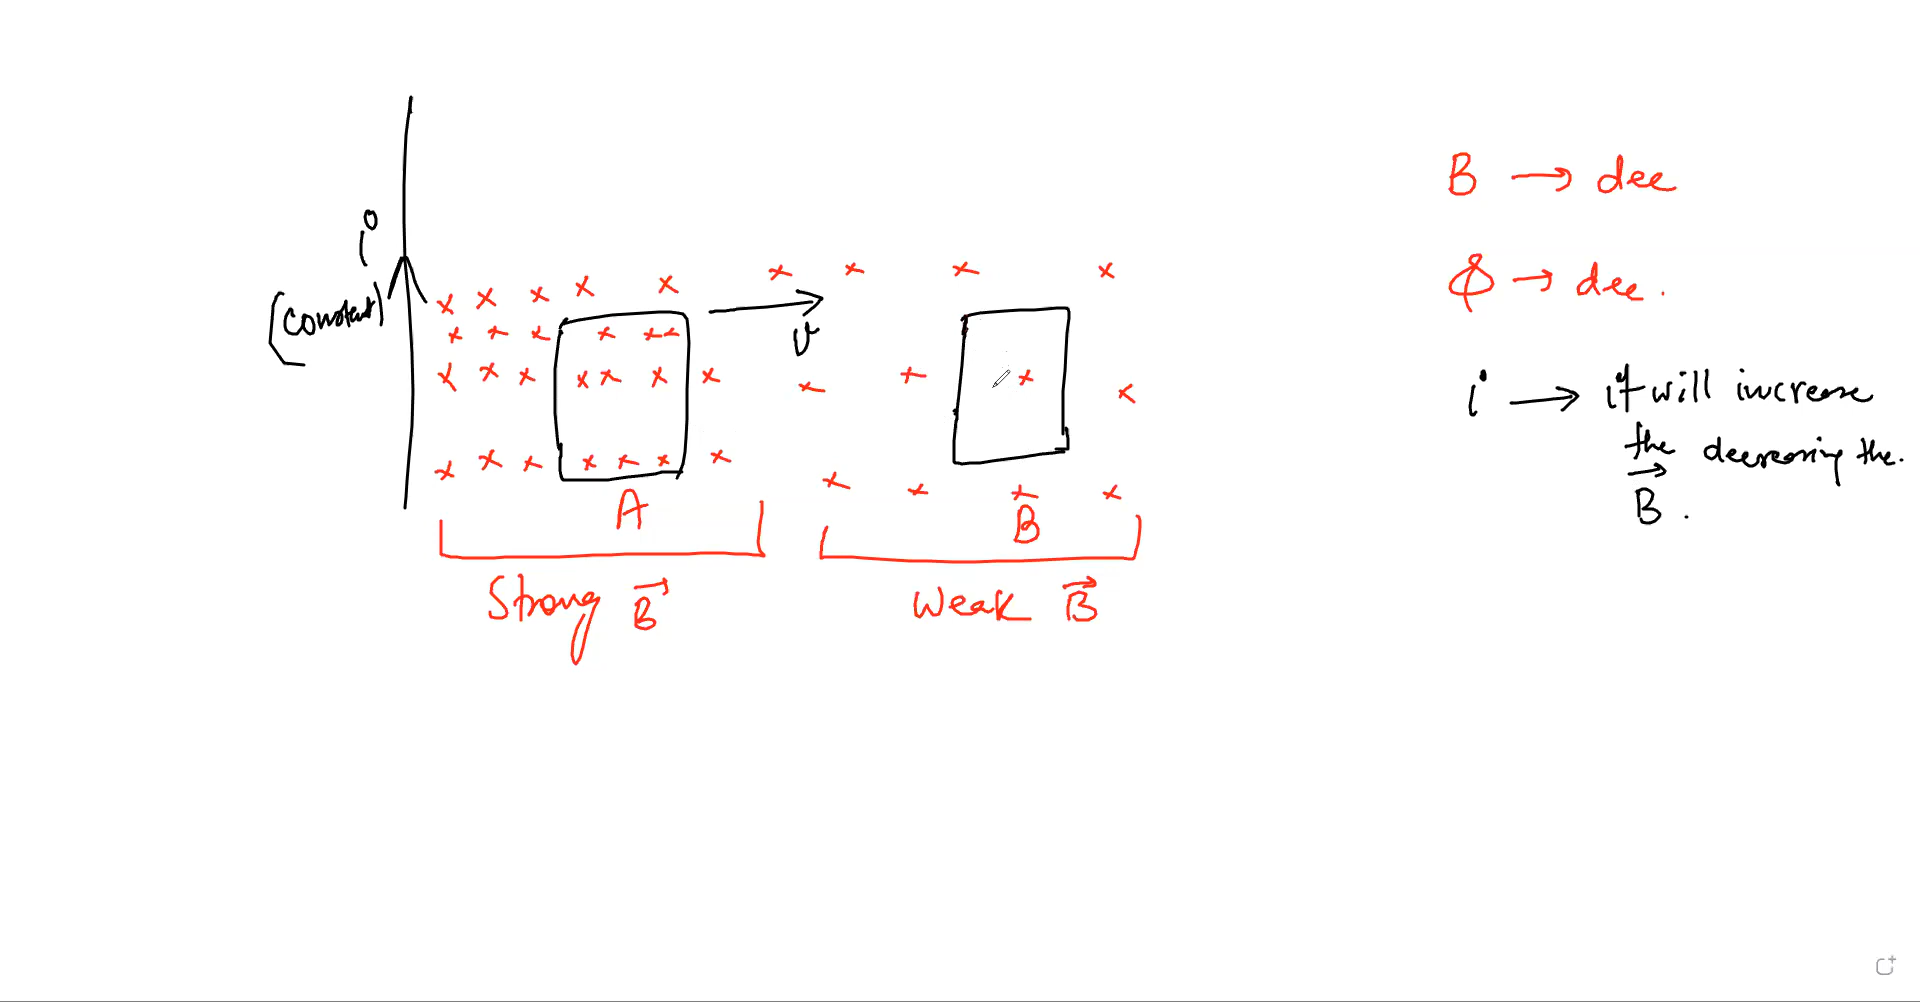 i
(constant)
v
A
B
Strong B
Weak B
B → dec
ϕ → dec.
i → it will increase
the decreasing the.
B.